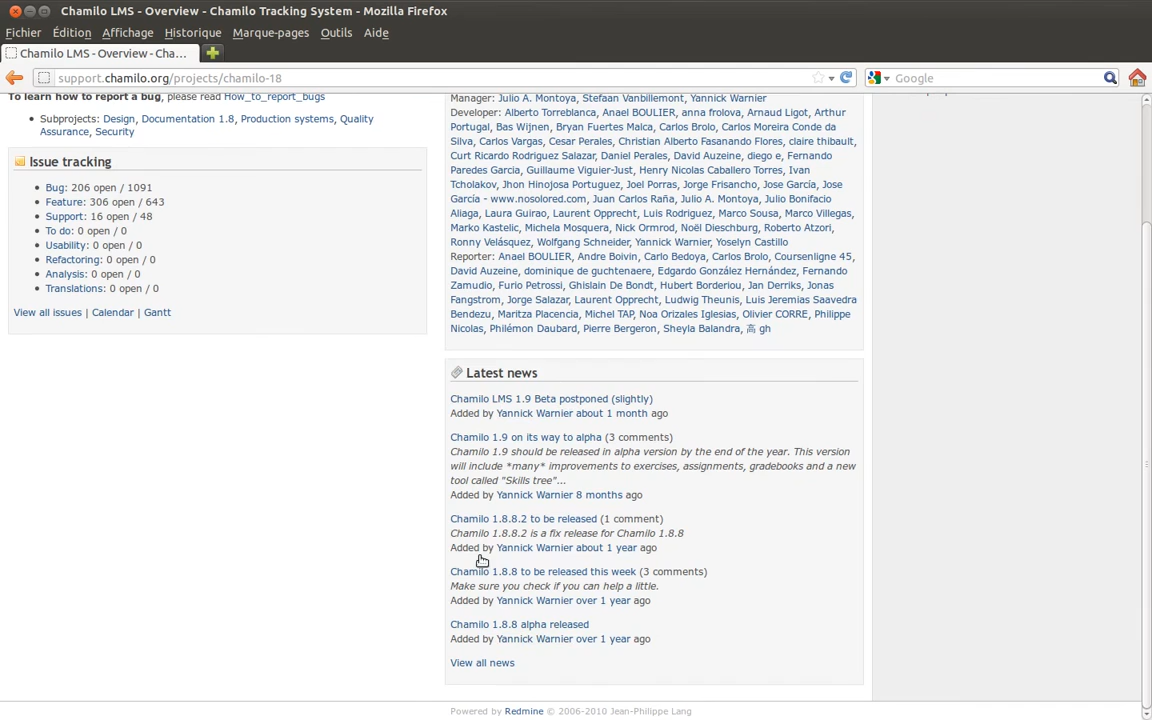 Chamilo LMS - Overview - Chamilo Tracking System - Mozilla Firefox
Fichier Édition Affichage Historique Marque-pages Outils Aide
Chamilo LMS - Overview - Cha...
support.chamilo.org/projects/chamilo-18
Google
To learn how to report a bug, please read How_to_report_bugs
Subprojects: Design, Documentation 1.8, Production systems, Quality
Assurance, Security
Issue tracking
Bug: 206 open / 1091
Feature: 306 open / 643
Support: 16 open / 48
To do: 0 open / 0
Usability: 0 open / 0
Refactoring: 0 open / 0
Analysis: 0 open / 0
Translations: 0 open / 0
View all issues | Calendar | Gantt
Manager: Julio A. Montoya, Stefaan Vanbillemont, Yannick Warnier
Developer: Alberto Torreblanca, Anael BOULIER, anna frolova, Arnaud Ligot, Arthur
Portugal, Bas Wijnen, Bryan Fuertes Malca, Carlos Brolo, Carlos Moreira Conde da
Silva, Carlos Vargas, Cesar Perales, Christian Alberto Fasanando Flores, claire thibault,
Curt Ricardo Rodriguez Salazar, Daniel Perales, David Auzeine, diego e, Fernando
Paredes Garcia, Guillaume Viguier-Just, Henry Nicolas Caballero Torres, Ivan
Tcholakov, Jhon Hinojosa Portuguez, Joel Porras, Jorge Frisancho, Jose García, Jose
García - www.nosolored.com, Juan Carlos Raña, Julio A. Montoya, Julio Bonifacio
Aliaga, Laura Guirao, Laurent Opprecht, Luis Rodriguez, Marco Sousa, Marco Villegas,
Marko Kastelic, Michela Mosquera, Nick Ormrod, Noël Dieschburg, Roberto Atzori,
Ronny Velásquez, Wolfgang Schneider, Yannick Warnier, Yoselyn Castillo
Reporter: Anael BOULIER, Andre Boivin, Carlo Bedoya, Carlos Brolo, Coursenligne 45,
David Auzeine, dominique de guchtenaere, Edgardo González Hernández, Fernando
Zamudio, Furio Petrossi, Ghislain De Bondt, Hubert Borderiou, Jan Derriks, Jonas
Fangstrom, Jorge Salazar, Laurent Opprecht, Ludwig Theunis, Luis Jeremias Saavedra
Bendezu, Maritza Placencia, Michel TAP, Noa Orizales Iglesias, Olivier CORRE, Philippe
Nicolas, Philémon Daubard, Pierre Bergeron, Sheyla Balandra, 高 gh
Latest news
Chamilo LMS 1.9 Beta postponed (slightly)
Added by Yannick Warnier about 1 month ago
Chamilo 1.9 on its way to alpha (3 comments)
Chamilo 1.9 should be released in alpha version by the end of the year. This version
will include *many* improvements to exercises, assignments, gradebooks and a new
tool called "Skills tree"...
Added by Yannick Warnier 8 months ago
Chamilo 1.8.8.2 to be released (1 comment)
Chamilo 1.8.8.2 is a fix release for Chamilo 1.8.8
Added by Yannick Warnier about 1 year ago
Chamilo 1.8.8 to be released this week (3 comments)
Make sure you check if you can help a little.
Added by Yannick Warnier over 1 year ago
Chamilo 1.8.8 alpha released
Added by Yannick Warnier over 1 year ago
View all news
Powered by Redmine © 2006-2010 Jean-Philippe Lang